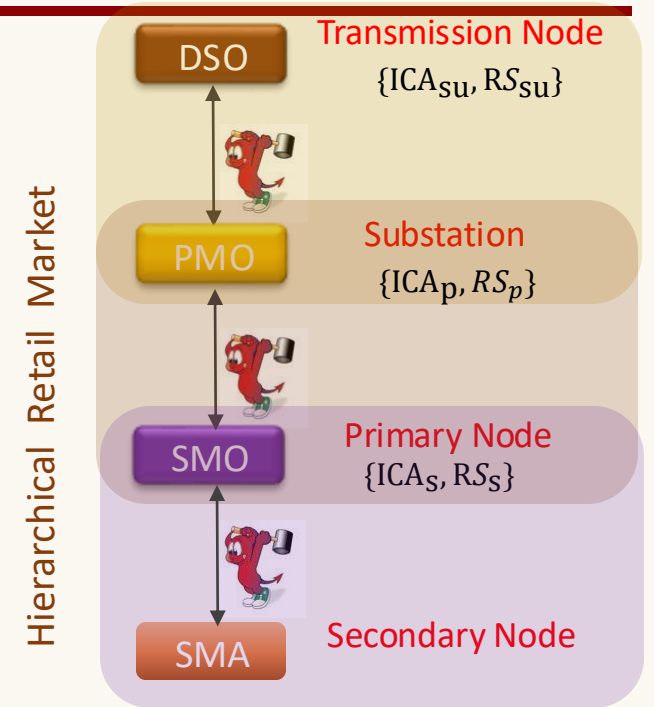 Hierarchical Retail Market
DSO
Transmission Node
{ICA_su, RS_su}
PMO
Substation
{ICA_p, RS_p}
SMO
Primary Node
{ICA_s, RS_s}
SMA
Secondary Node